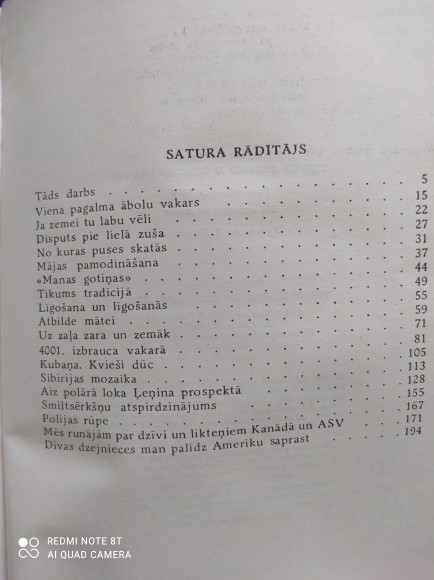 SATURA RĀDĪTĀJS
Tāds darbs . . . . . . . . . . . . 5
Viena pagalma ābolu vakars . . . . . . . . 15
Ja zemei tu labu vēli . . . . . . . . . 22
Disputs pie lielā zuša . . . . . . . . . 27
No kuras puses skatās . . . . . . . . . 31
Mājas pamodināšana . . . . . . . . . 37
«Manas gotiņas» . . . . . . . . . . 44
Tikums tradīcijā . . . . . . . . . . 49
Līgošana un līgošanās . . . . . . . . . 55
Atbilde mātei . . . . . . . . . . . 59
Uz zaļa zara un zemāk . . . . . . . . . 71
4001. izbrauca vakarā . . . . . . . . . 81
Kubaņa. Kvieši dūc . . . . . . . . . 105
Sibīrijas mozaīka . . . . . . . . . . 113
Aiz polārā loka Ļeņina prospektā . . . . . . 128
Smiltsērkšņu atspirdzinājums . . . . . . . 155
Polijas rūpe . . . . . . . . . . . 167
Mēs runājām par dzīvi un likteņiem Kanādā un ASV . . 171
Divas dzejnieces man palīdz Ameriku saprast . . . . 194
REDMI NOTE 8T
AI QUAD CAMERA